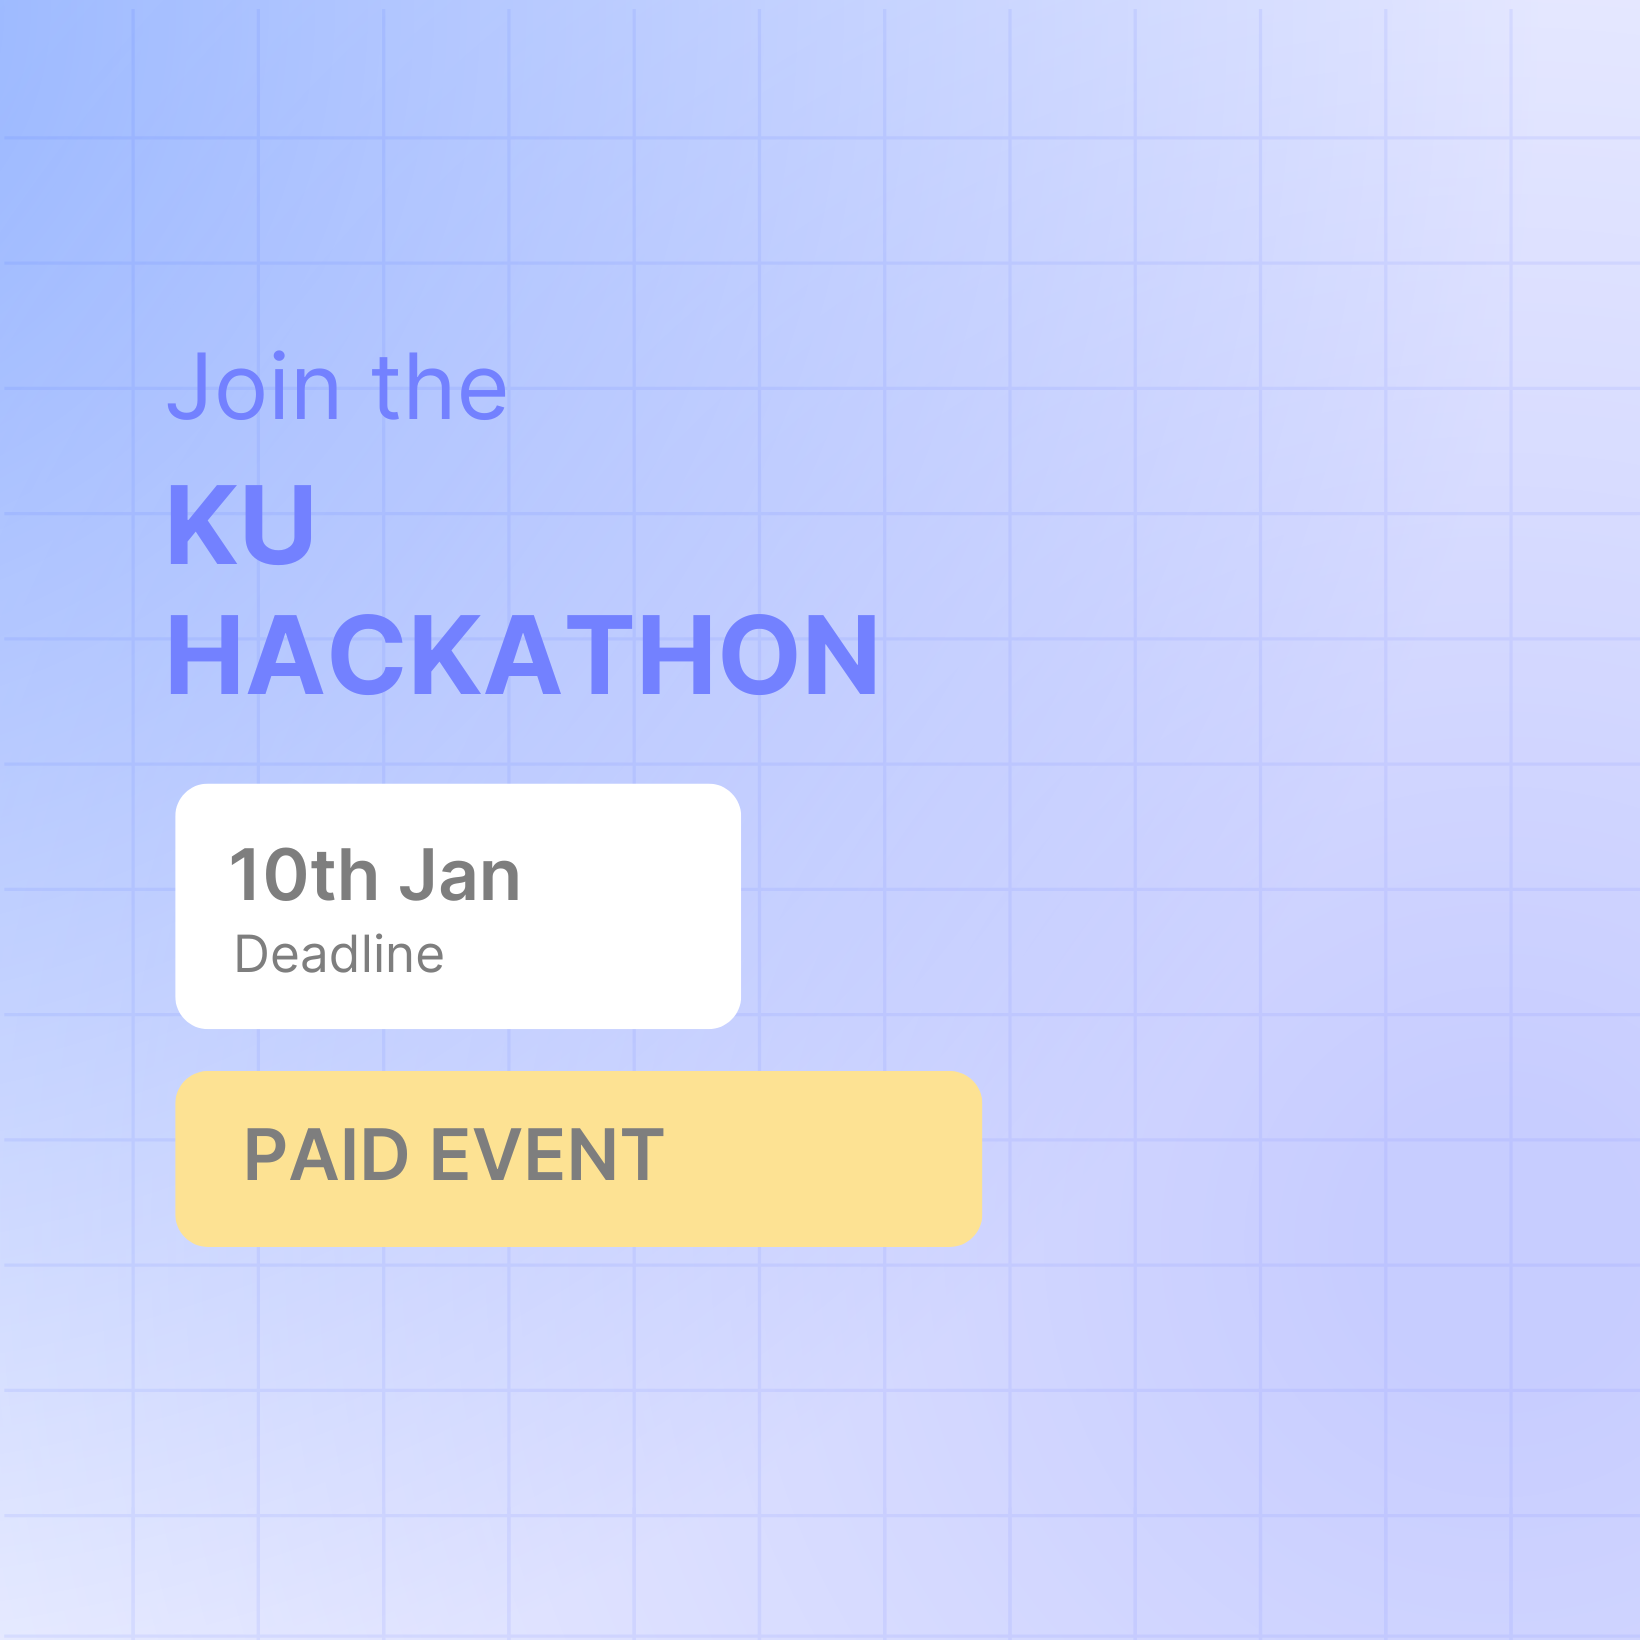 Join the
KU
HACKATHON
10th Jan
Deadline
PAID EVENT